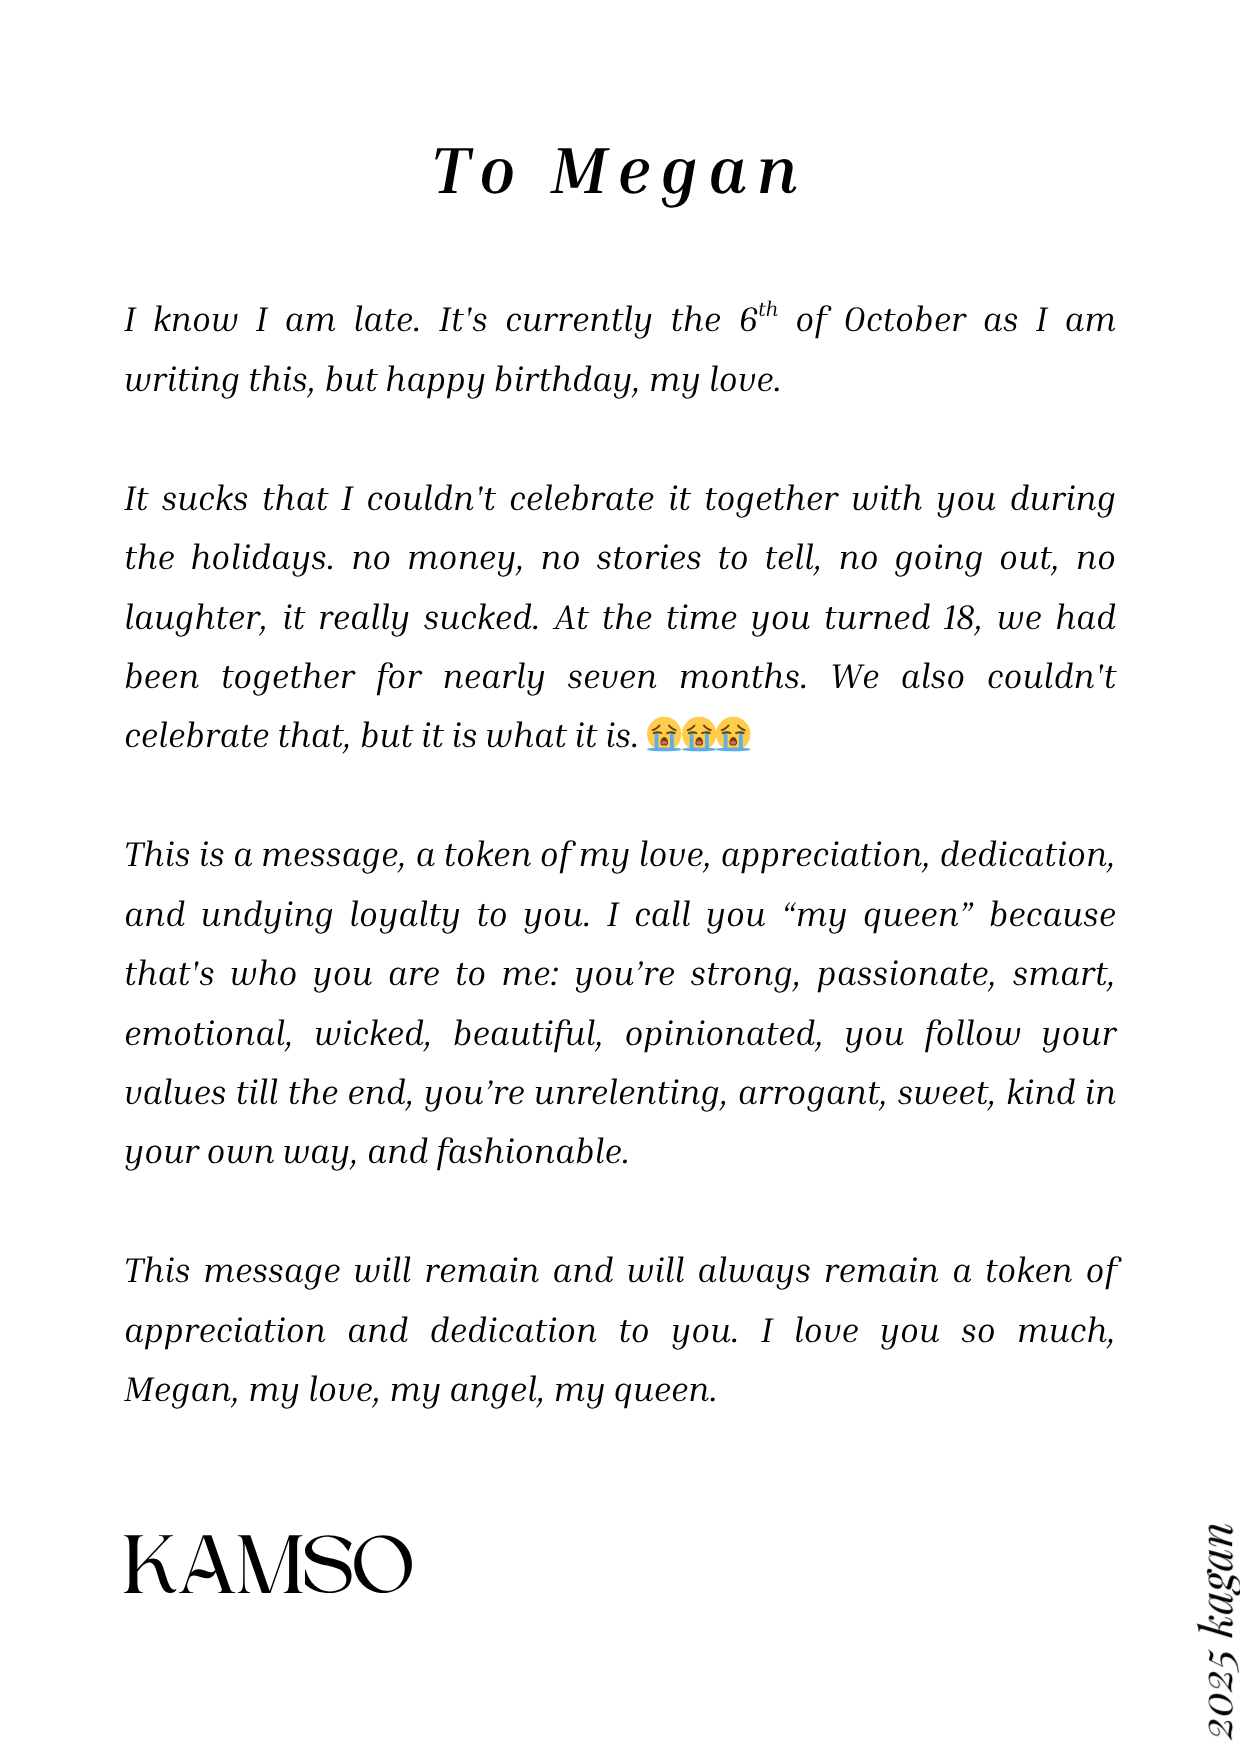 To Megan
I know I am late. It's currently the 6th of October as I am
writing this, but happy birthday, my love.
It sucks that I couldn't celebrate it together with you during
the holidays. no money, no stories to tell, no going out, no
laughter, it really sucked. At the time you turned 18, we had
been together for nearly seven months. We also couldn't
celebrate that, but it is what it is. 😭😭😭
This is a message, a token of my love, appreciation, dedication,
and undying loyalty to you. I call you “my queen” because
that's who you are to me: you’re strong, passionate, smart,
emotional, wicked, beautiful, opinionated, you follow your
values till the end, you’re unrelenting, arrogant, sweet, kind in
your own way, and fashionable.
This message will remain and will always remain a token of
appreciation and dedication to you. I love you so much,
Megan, my love, my angel, my queen.
KAMSO
2025 kagan